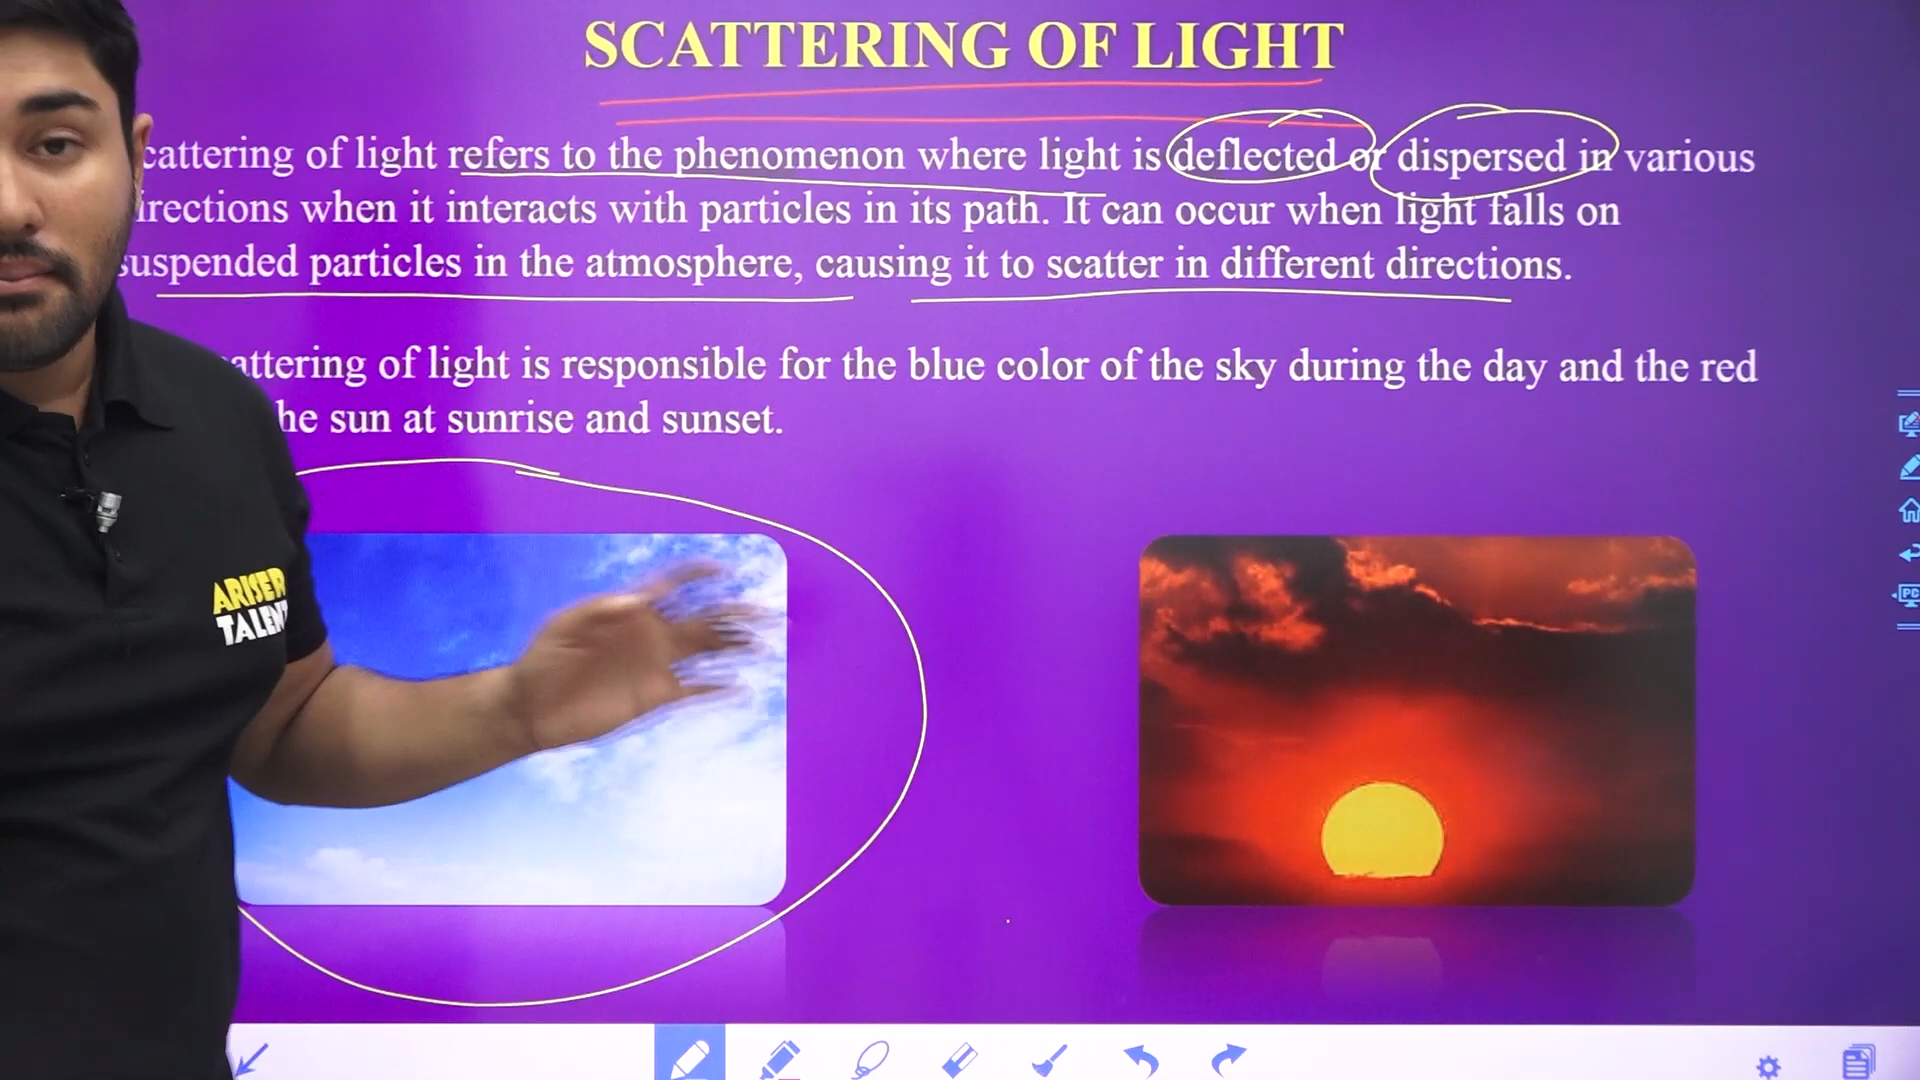 SCATTERING OF LIGHT
cattering of light refers to the phenomenon where light is deflected or dispersed in various
irections when it interacts with particles in its path. It can occur when light falls on
suspended particles in the atmosphere, causing it to scatter in different directions.
attering of light is responsible for the blue color of the sky during the day and the red
he sun at sunrise and sunset.
ARISER
TALENT
PC